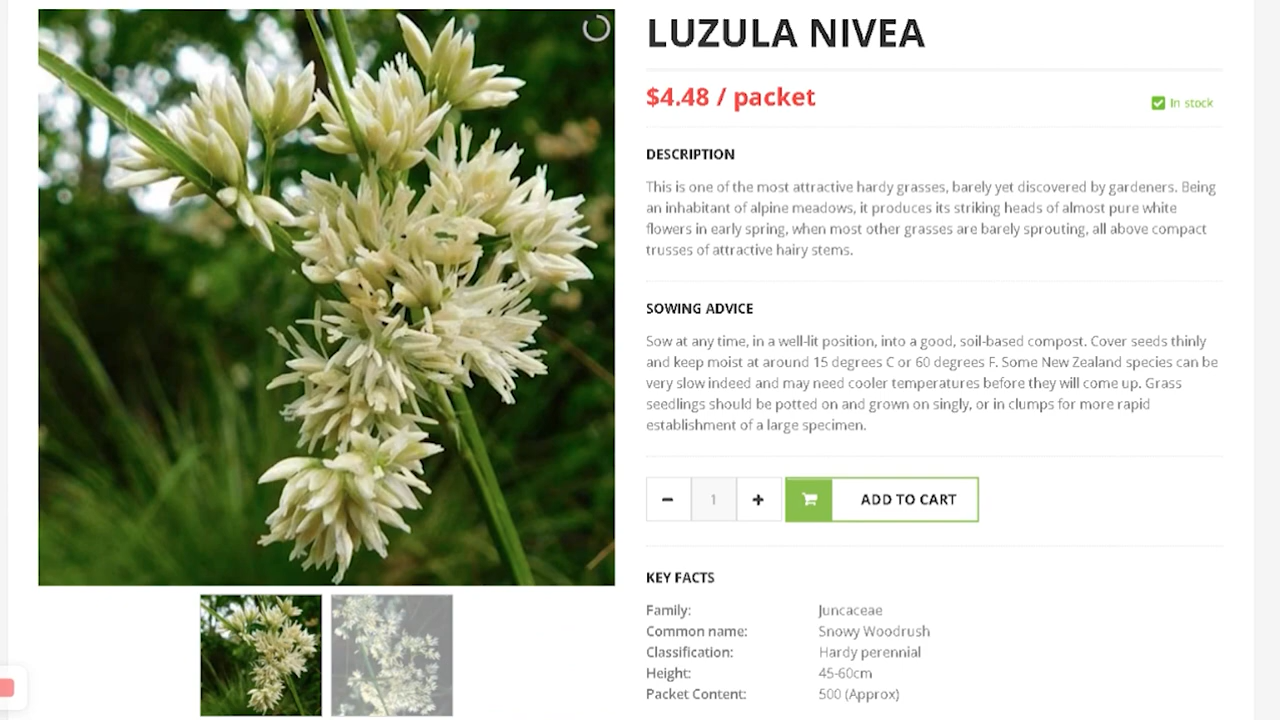 LUZULA NIVEA
$4.48 / packet
In stock
DESCRIPTION
This is one of the most attractive hardy grasses, barely yet discovered by gardeners. Being
an inhabitant of alpine meadows, it produces its striking heads of almost pure white
flowers in early spring, when most other grasses are barely sprouting, all above compact
trusses of attractive hairy stems.
SOWING ADVICE
Sow at any time, in a well-lit position, into a good, soil-based compost. Cover seeds thinly
and keep moist at around 15 degrees C or 60 degrees F. Some New Zealand species can be
very slow indeed and may need cooler temperatures before they will come up. Grass
seedlings should be potted on and grown on singly, or in clumps for more rapid
establishment of a large specimen.
− 1 + ADD TO CART
KEY FACTS
Family: Juncaceae
Common name: Snowy Woodrush
Classification: Hardy perennial
Height: 45-60cm
Packet Content: 500 (Approx)